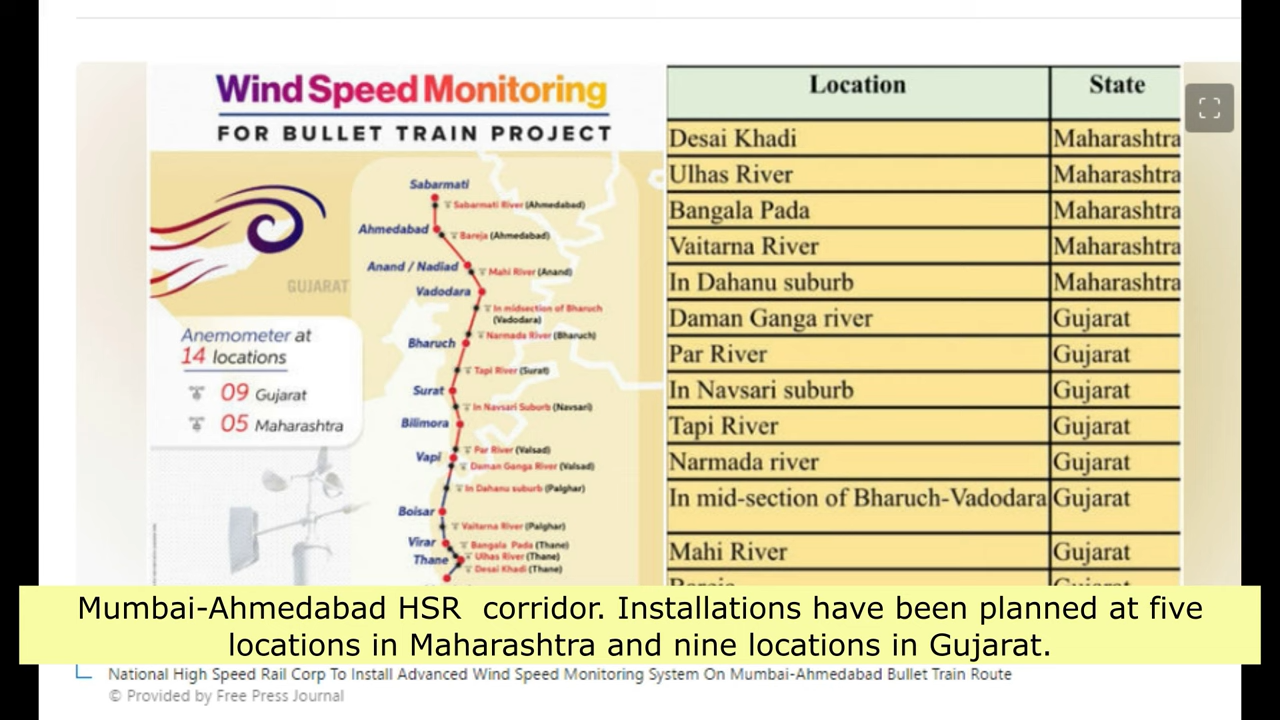 Wind Speed Monitoring
FOR BULLET TRAIN PROJECT
GUJARAT
Anemometer at
14 locations
09 Gujarat
05 Maharashtra
Sabarmati
Sabarmati River (Ahmedabad)
Ahmedabad
Bareja (Ahmedabad)
Anand / Nadiad
Mahi River (Anand)
Vadodara
In midsection of Bharuch
(Vadodara)
Narmada River (Bharuch)
Bharuch
Tapi River (Surat)
Surat
In Navsari Suburb (Navsari)
Bilimora
Par River (Valsad)
Vapi
Daman Ganga River (Valsad)
In Dahanu suburb (Palghar)
Boisar
Vaitarna River (Palghar)
Virar
Bangala Pada (Thane)
Ulhas River (Thane)
Thane
Desai Khadi (Thane)
Location State
Desai Khadi Maharashtra
Ulhas River Maharashtra
Bangala Pada Maharashtra
Vaitarna River Maharashtra
In Dahanu suburb Maharashtra
Daman Ganga river Gujarat
Par River Gujarat
In Navsari suburb Gujarat
Tapi River Gujarat
Narmada river Gujarat
In mid-section of Bharuch-Vadodara Gujarat
Mahi River Gujarat
Bareja Gujarat
Mumbai-Ahmedabad HSR corridor. Installations have been planned at five
locations in Maharashtra and nine locations in Gujarat.
National High Speed Rail Corp To Install Advanced Wind Speed Monitoring System On Mumbai-Ahmedabad Bullet Train Route
© Provided by Free Press Journal